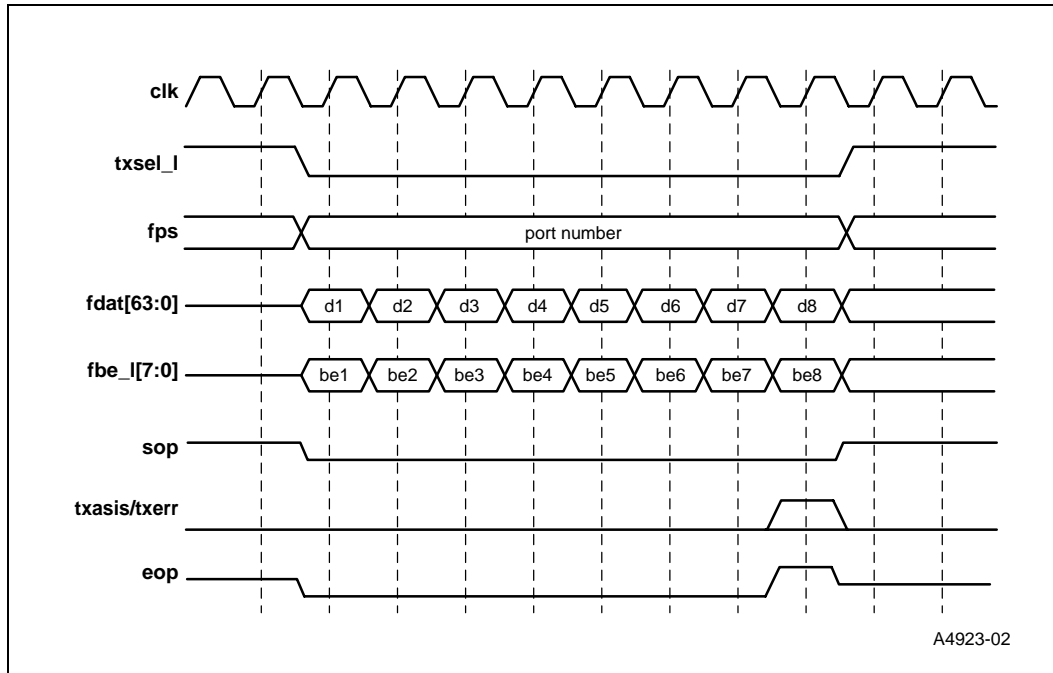 clk
txsel_l
fps port number
fdat[63:0] d1 d2 d3 d4 d5 d6 d7 d8
fbe_l[7:0] be1 be2 be3 be4 be5 be6 be7 be8
sop
txasis/txerr
eop
A4923-02